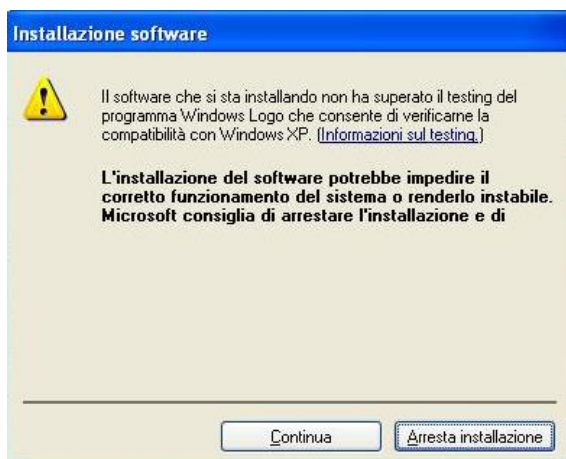 Installazione software
Il software che si sta installando non ha superato il testing del
programma Windows Logo che consente di verificarne la
compatibilità con Windows XP. (Informazioni sul testing.)
L'installazione del software potrebbe impedire il
corretto funzionamento del sistema o renderlo instabile.
Microsoft consiglia di arrestare l'installazione e di
Continua
Arresta installazione